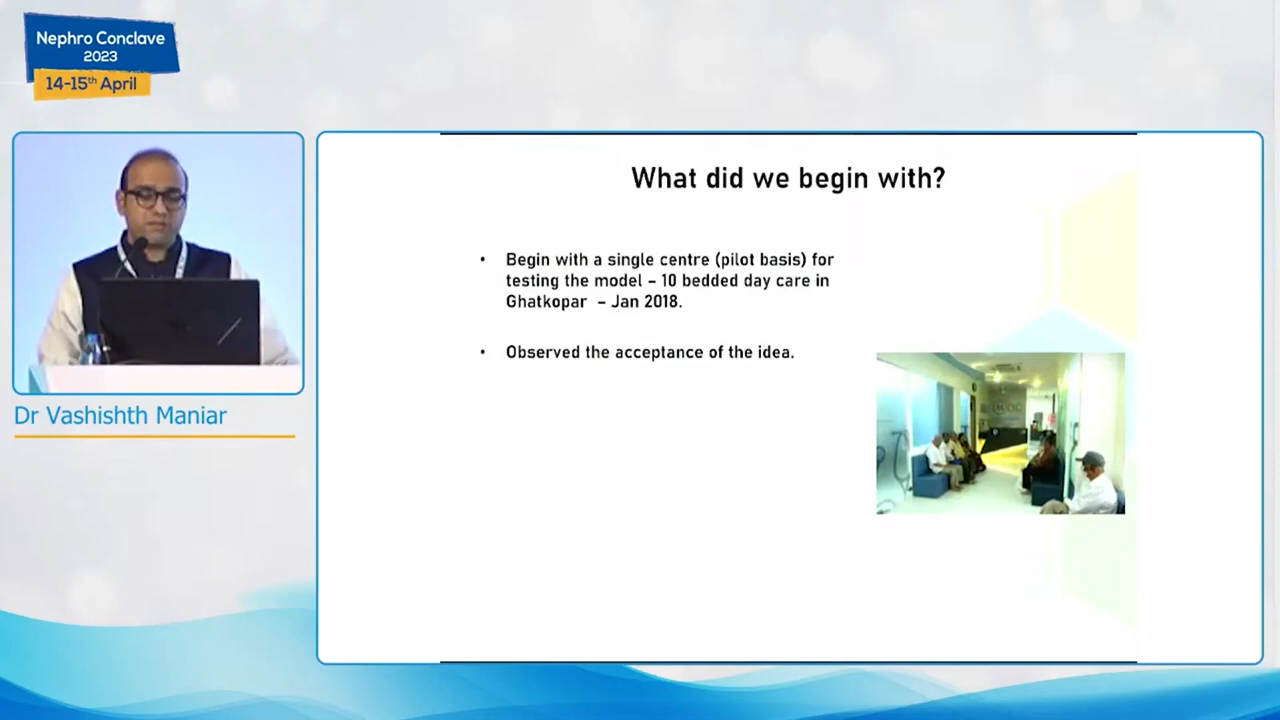 Nephro Conclave
2023
14-15th April
Dr Vashishth Maniar
What did we begin with?
• Begin with a single centre (pilot basis) for
testing the model – 10 bedded day care in
Ghatkopar – Jan 2018.
• Observed the acceptance of the idea.